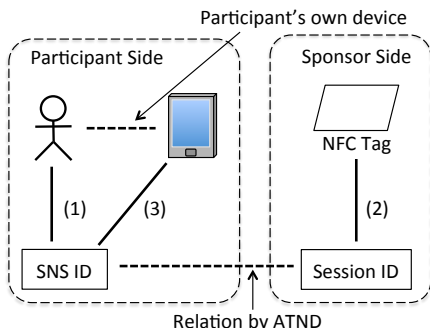 Participant's own device
Participant Side
Sponsor Side
NFC Tag
(1)
(3)
(2)
SNS ID
Session ID
Relation by ATND